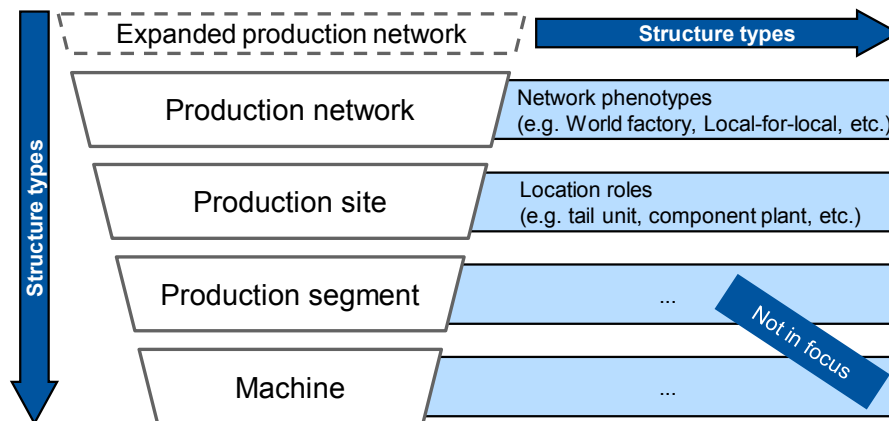 Expanded production network
Structure types
Structure types
Production network
Network phenotypes
(e.g. World factory, Local-for-local, etc.)
Production site
Location roles
(e.g. tail unit, component plant, etc.)
Production segment
...
Not in focus
Machine
...